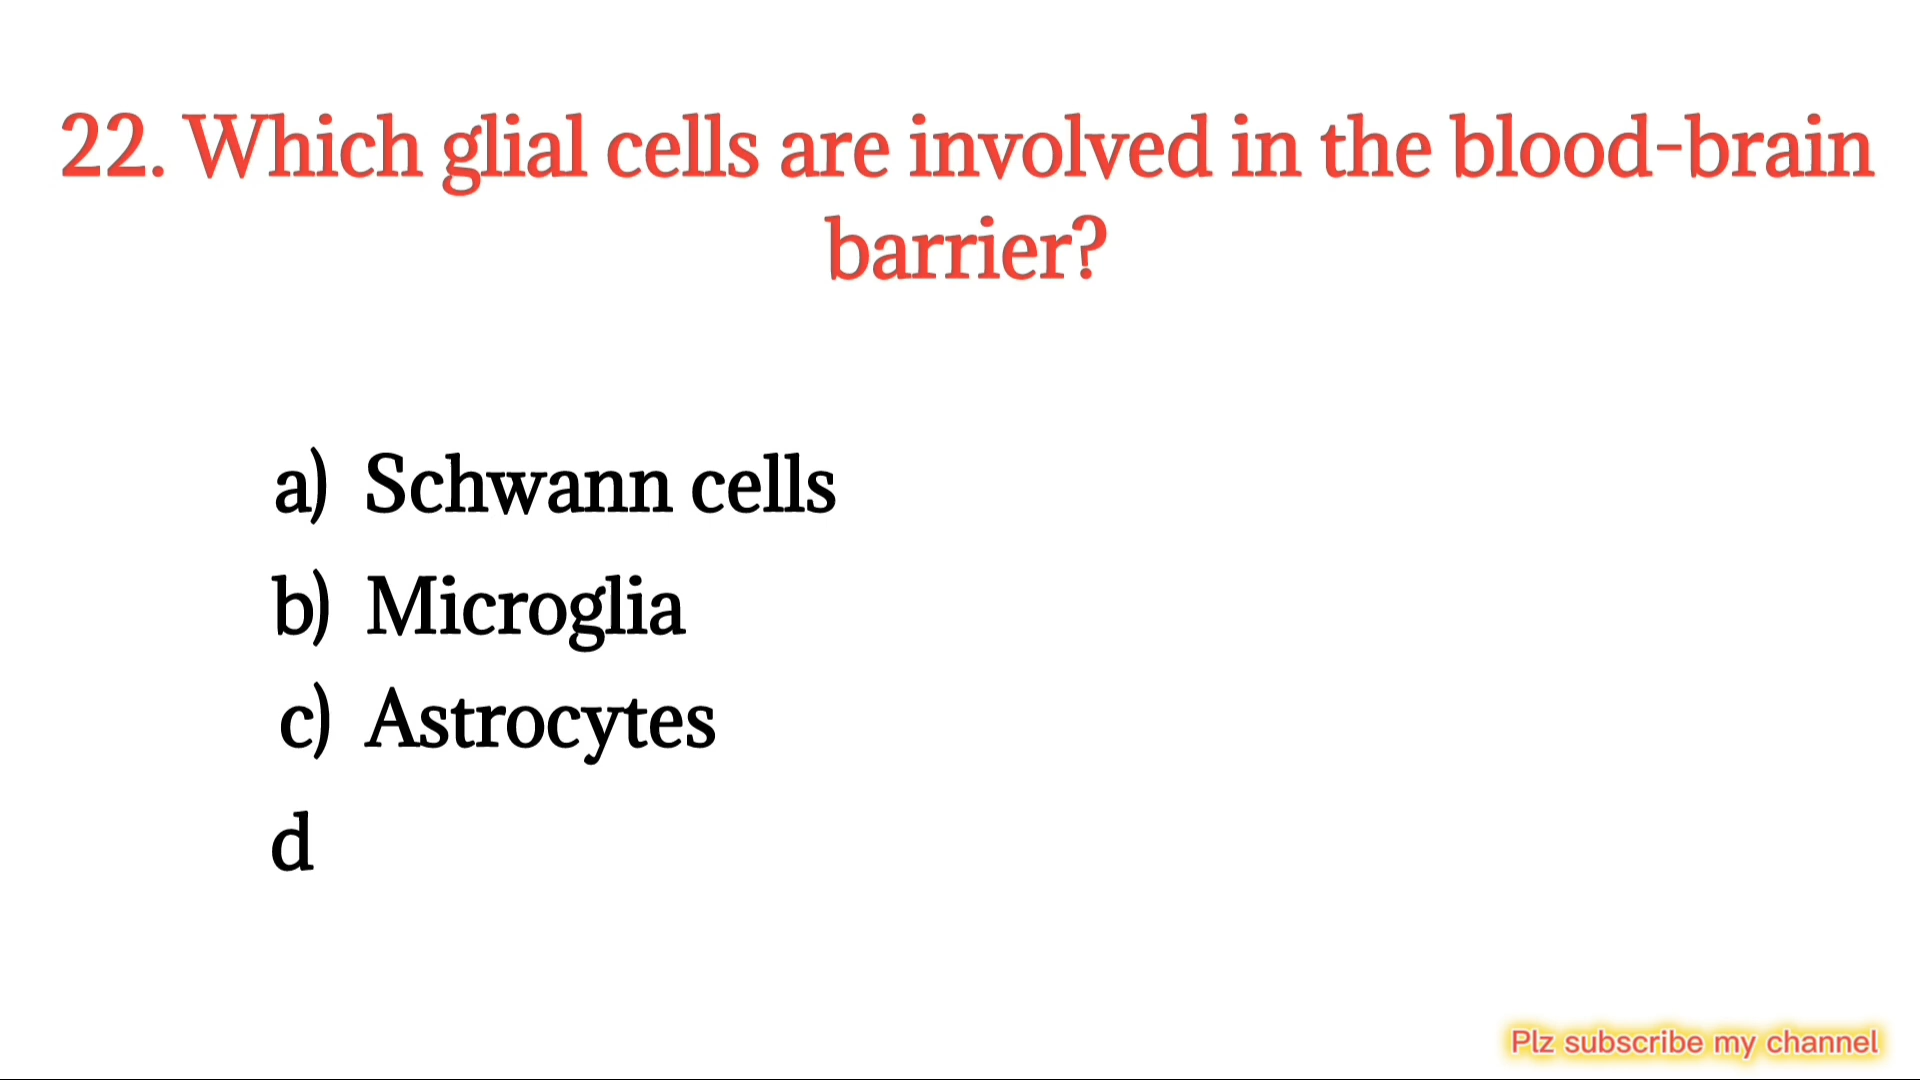 22. Which glial cells are involved in the blood-brain
barrier?
a) Schwann cells
b) Microglia
c) Astrocytes
d
Plz subscribe my channel